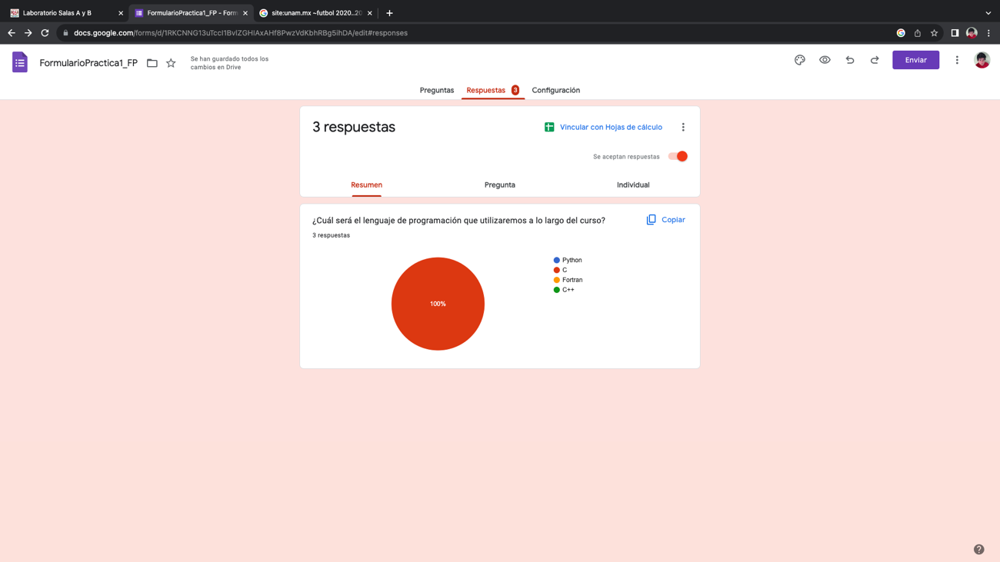 Laboratorio Salas A y B
FormularioPractica1_FP - Form
site:unam.mx ~futbol 2020..20
docs.google.com/forms/d/1RKCNNG13uTccI1BvlZGHIAxAHf8PwzVdKbhRBg5ihDA/edit#responses
FormularioPractica1_FP
Se han guardado todos los
cambios en Drive
Enviar
Preguntas Respuestas 3 Configuración
3 respuestas
Vincular con Hojas de cálculo
Se aceptan respuestas
Resumen Pregunta Individual
¿Cuál será el lenguaje de programación que utilizaremos a lo largo del curso?
Copiar
3 respuestas
100%
Python
C
Fortran
C++